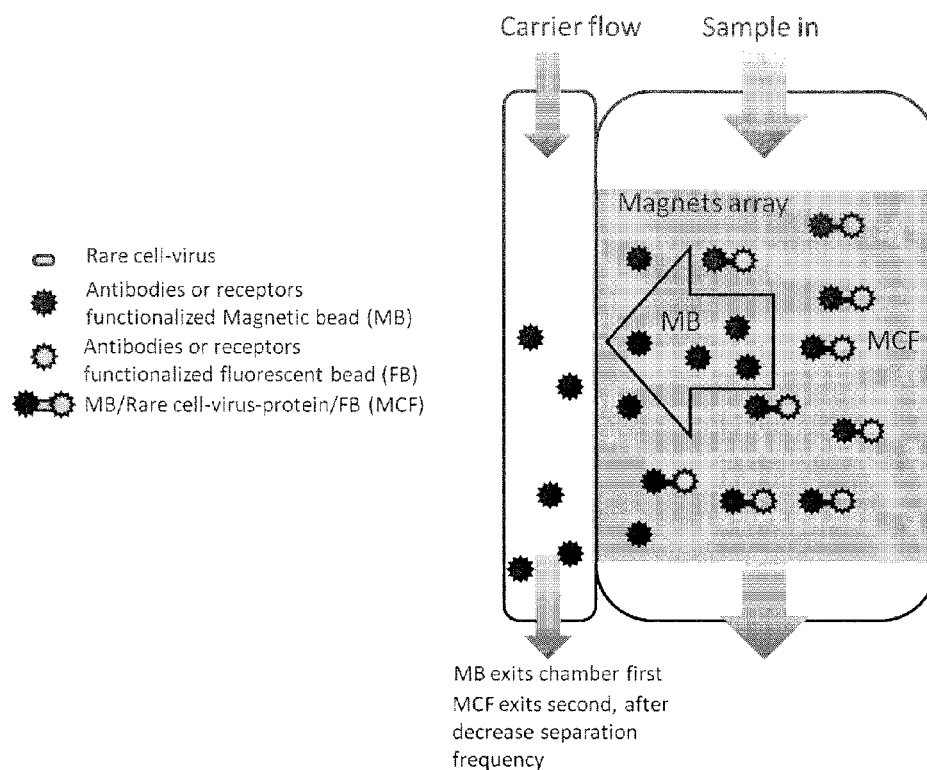 Carrier flow
Sample in
Magnets array
MB
MCF
Rare cell-virus
Antibodies or receptors
functionalized Magnetic bead (MB)
Antibodies or receptors
functionalized fluorescent bead (FB)
MB/Rare cell-virus-protein/FB (MCF)
MB exits chamber first
MCF exits second, after
decrease separation
frequency